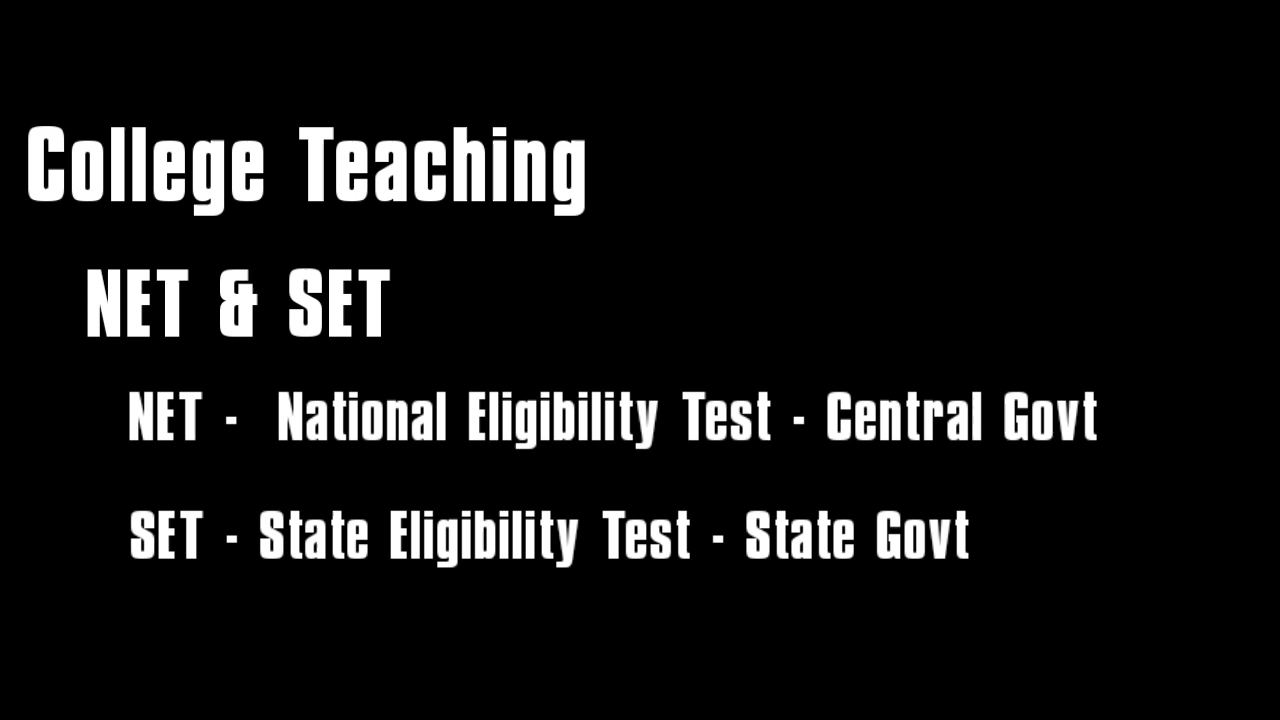 College Teaching
NET & SET
NET - National Eligibility Test - Central Govt
SET - State Eligibility Test - State Govt